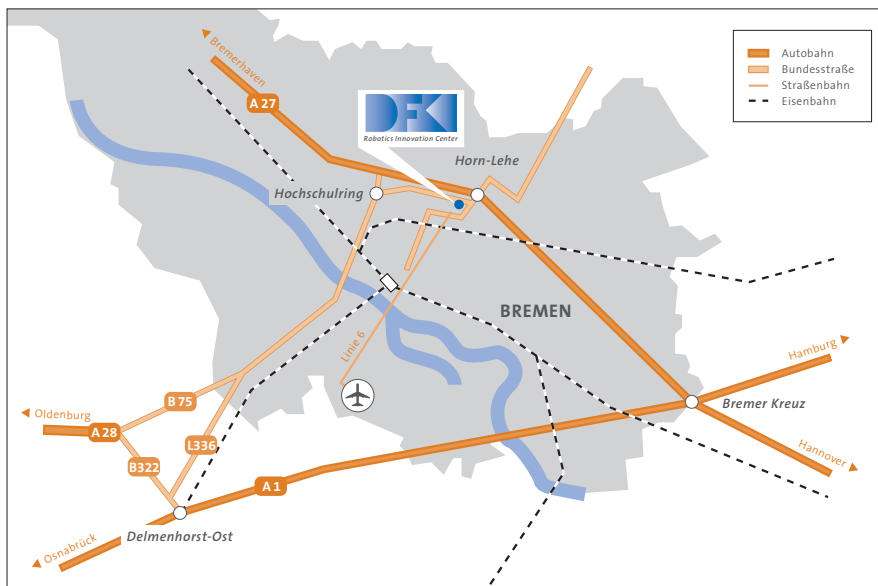 Bremerhaven
A 27
DFKI
Robotics Innovation Center
Horn-Lehe
Hochschulring
Autobahn
Bundesstraße
Straßenbahn
Eisenbahn
BREMEN
Linie 6
Hamburg
Bremer Kreuz
Hannover
Oldenburg
A 28
B 75
L336
B322
A 1
Delmenhorst-Ost
Osnabrück